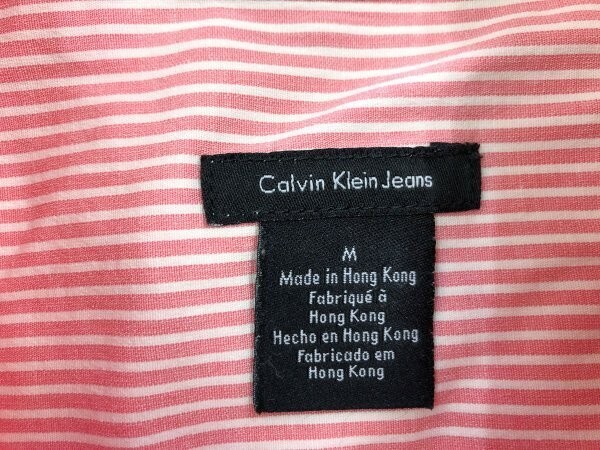 Calvin Klein Jeans
M
Made in Hong Kong
Fabriqué à
Hong Kong
Hecho en Hong Kong
Fabricado em
Hong Kong